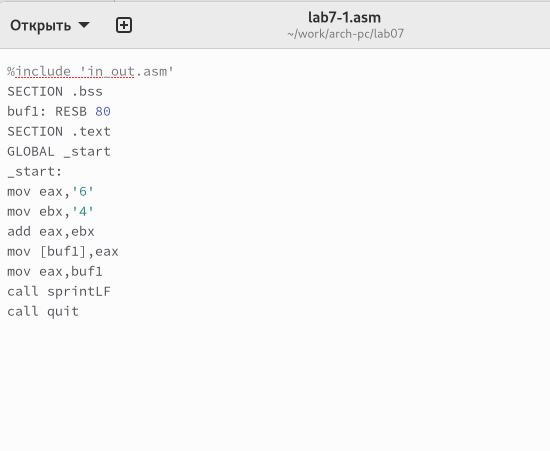 Открыть
lab7-1.asm
~/work/arch-pc/lab07
%include 'in_out.asm'
SECTION .bss
buf1: RESB 80
SECTION .text
GLOBAL _start
_start:
mov eax,'6'
mov ebx,'4'
add eax,ebx
mov [buf1],eax
mov eax,buf1
call sprintLF
call quit